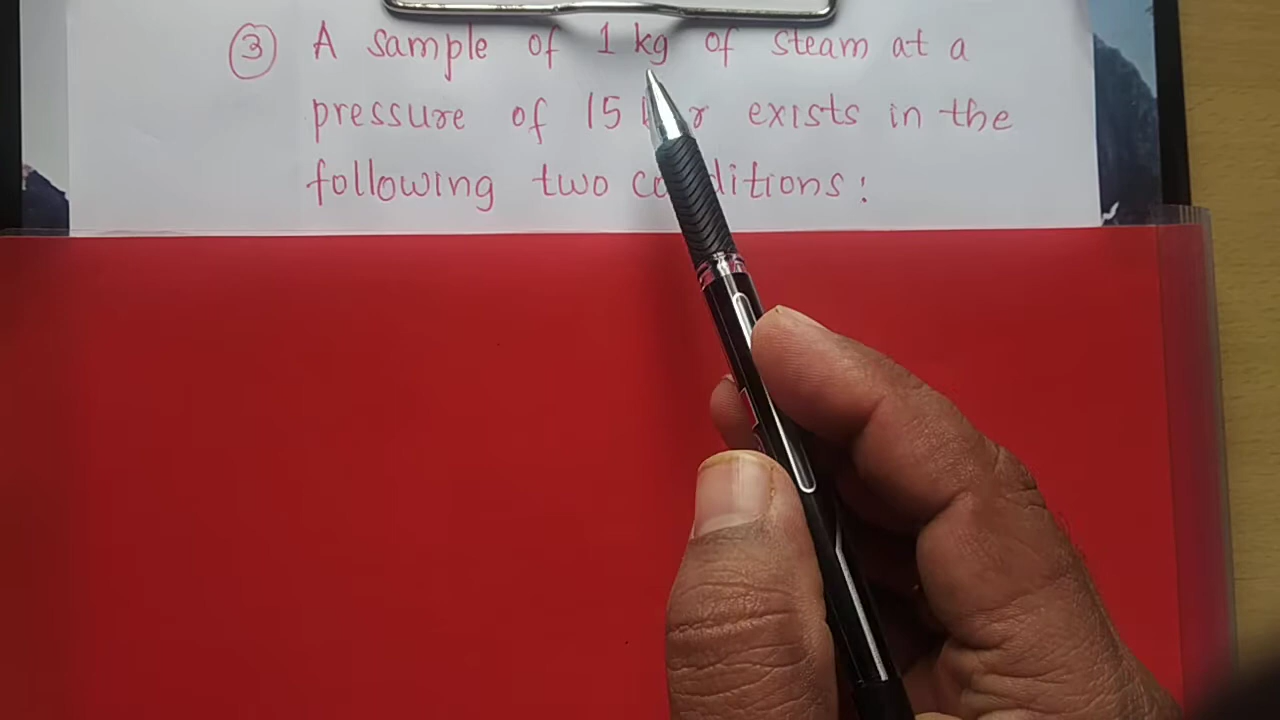 ③ A sample of 1 kg of steam at a
pressure of 15 exists in the
following two conditions: